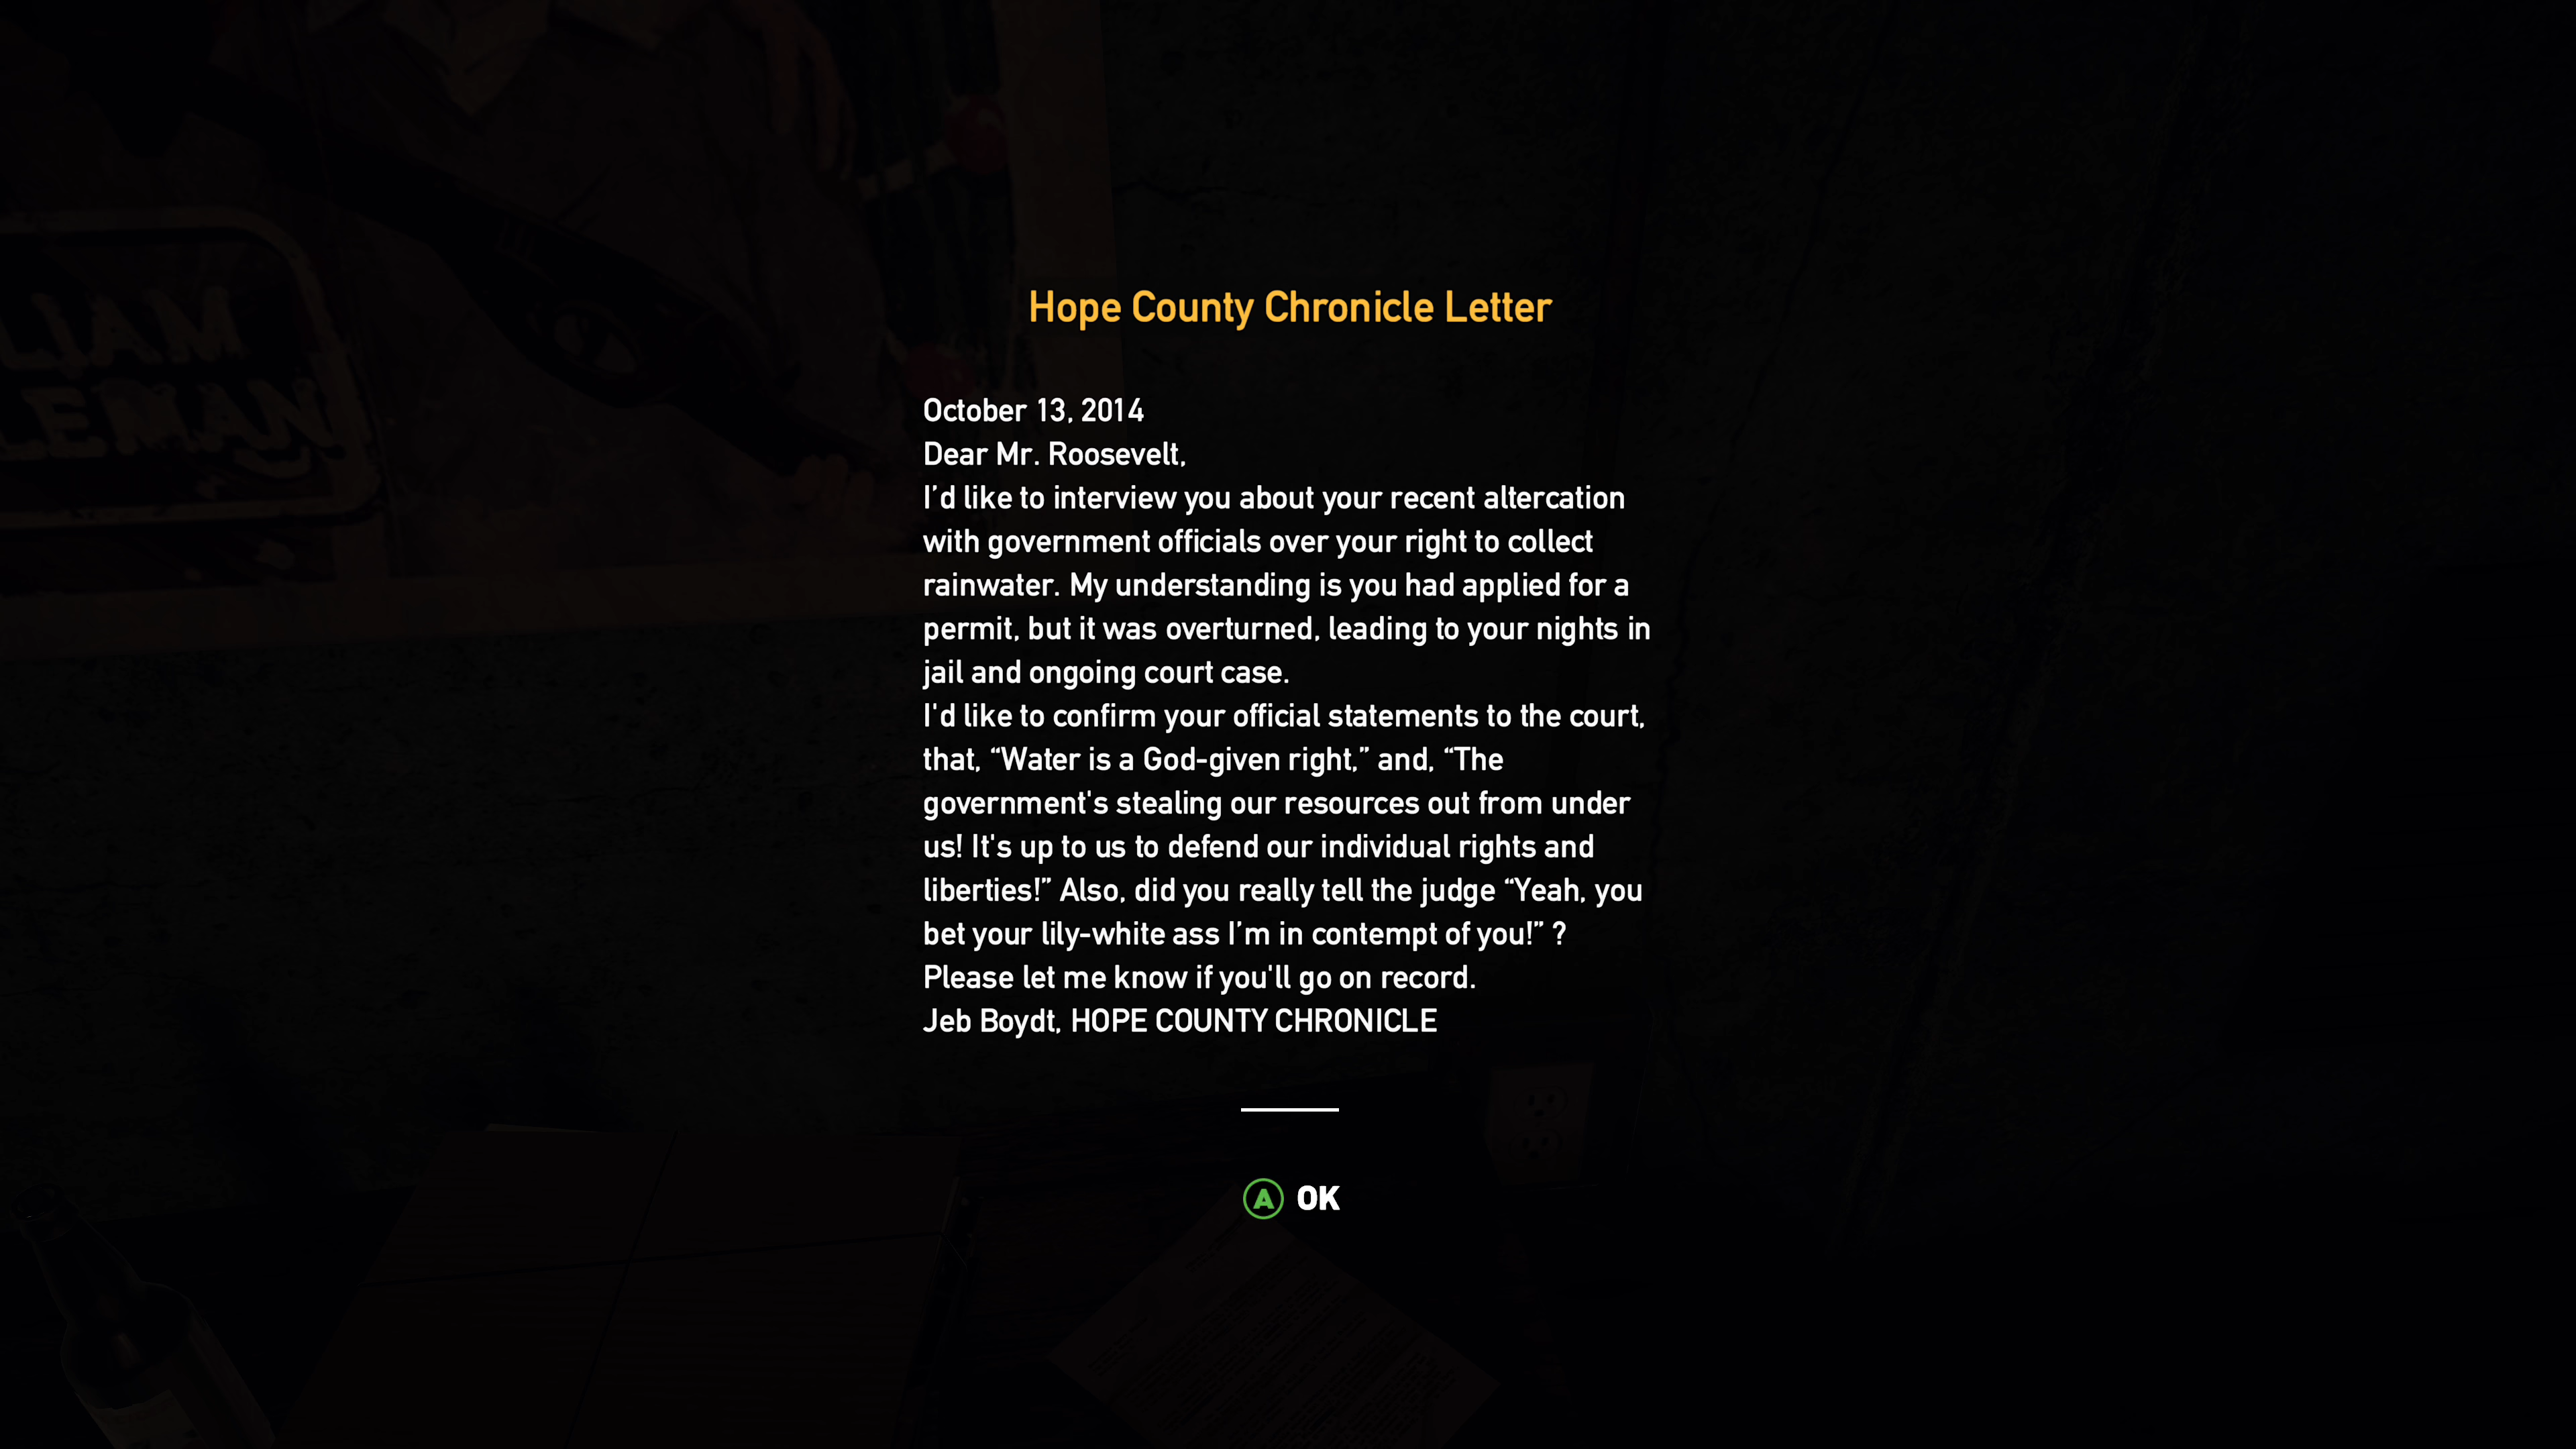 LIAM
LEMAN
Hope County Chronicle Letter
October 13, 2014
Dear Mr. Roosevelt,
I’d like to interview you about your recent altercation
with government officials over your right to collect
rainwater. My understanding is you had applied for a
permit, but it was overturned, leading to your nights in
jail and ongoing court case.
I'd like to confirm your official statements to the court,
that, “Water is a God-given right,” and, “The
government's stealing our resources out from under
us! It's up to us to defend our individual rights and
liberties!” Also, did you really tell the judge “Yeah, you
bet your lily-white ass I’m in contempt of you!” ?
Please let me know if you'll go on record.
Jeb Boydt, HOPE COUNTY CHRONICLE
A OK